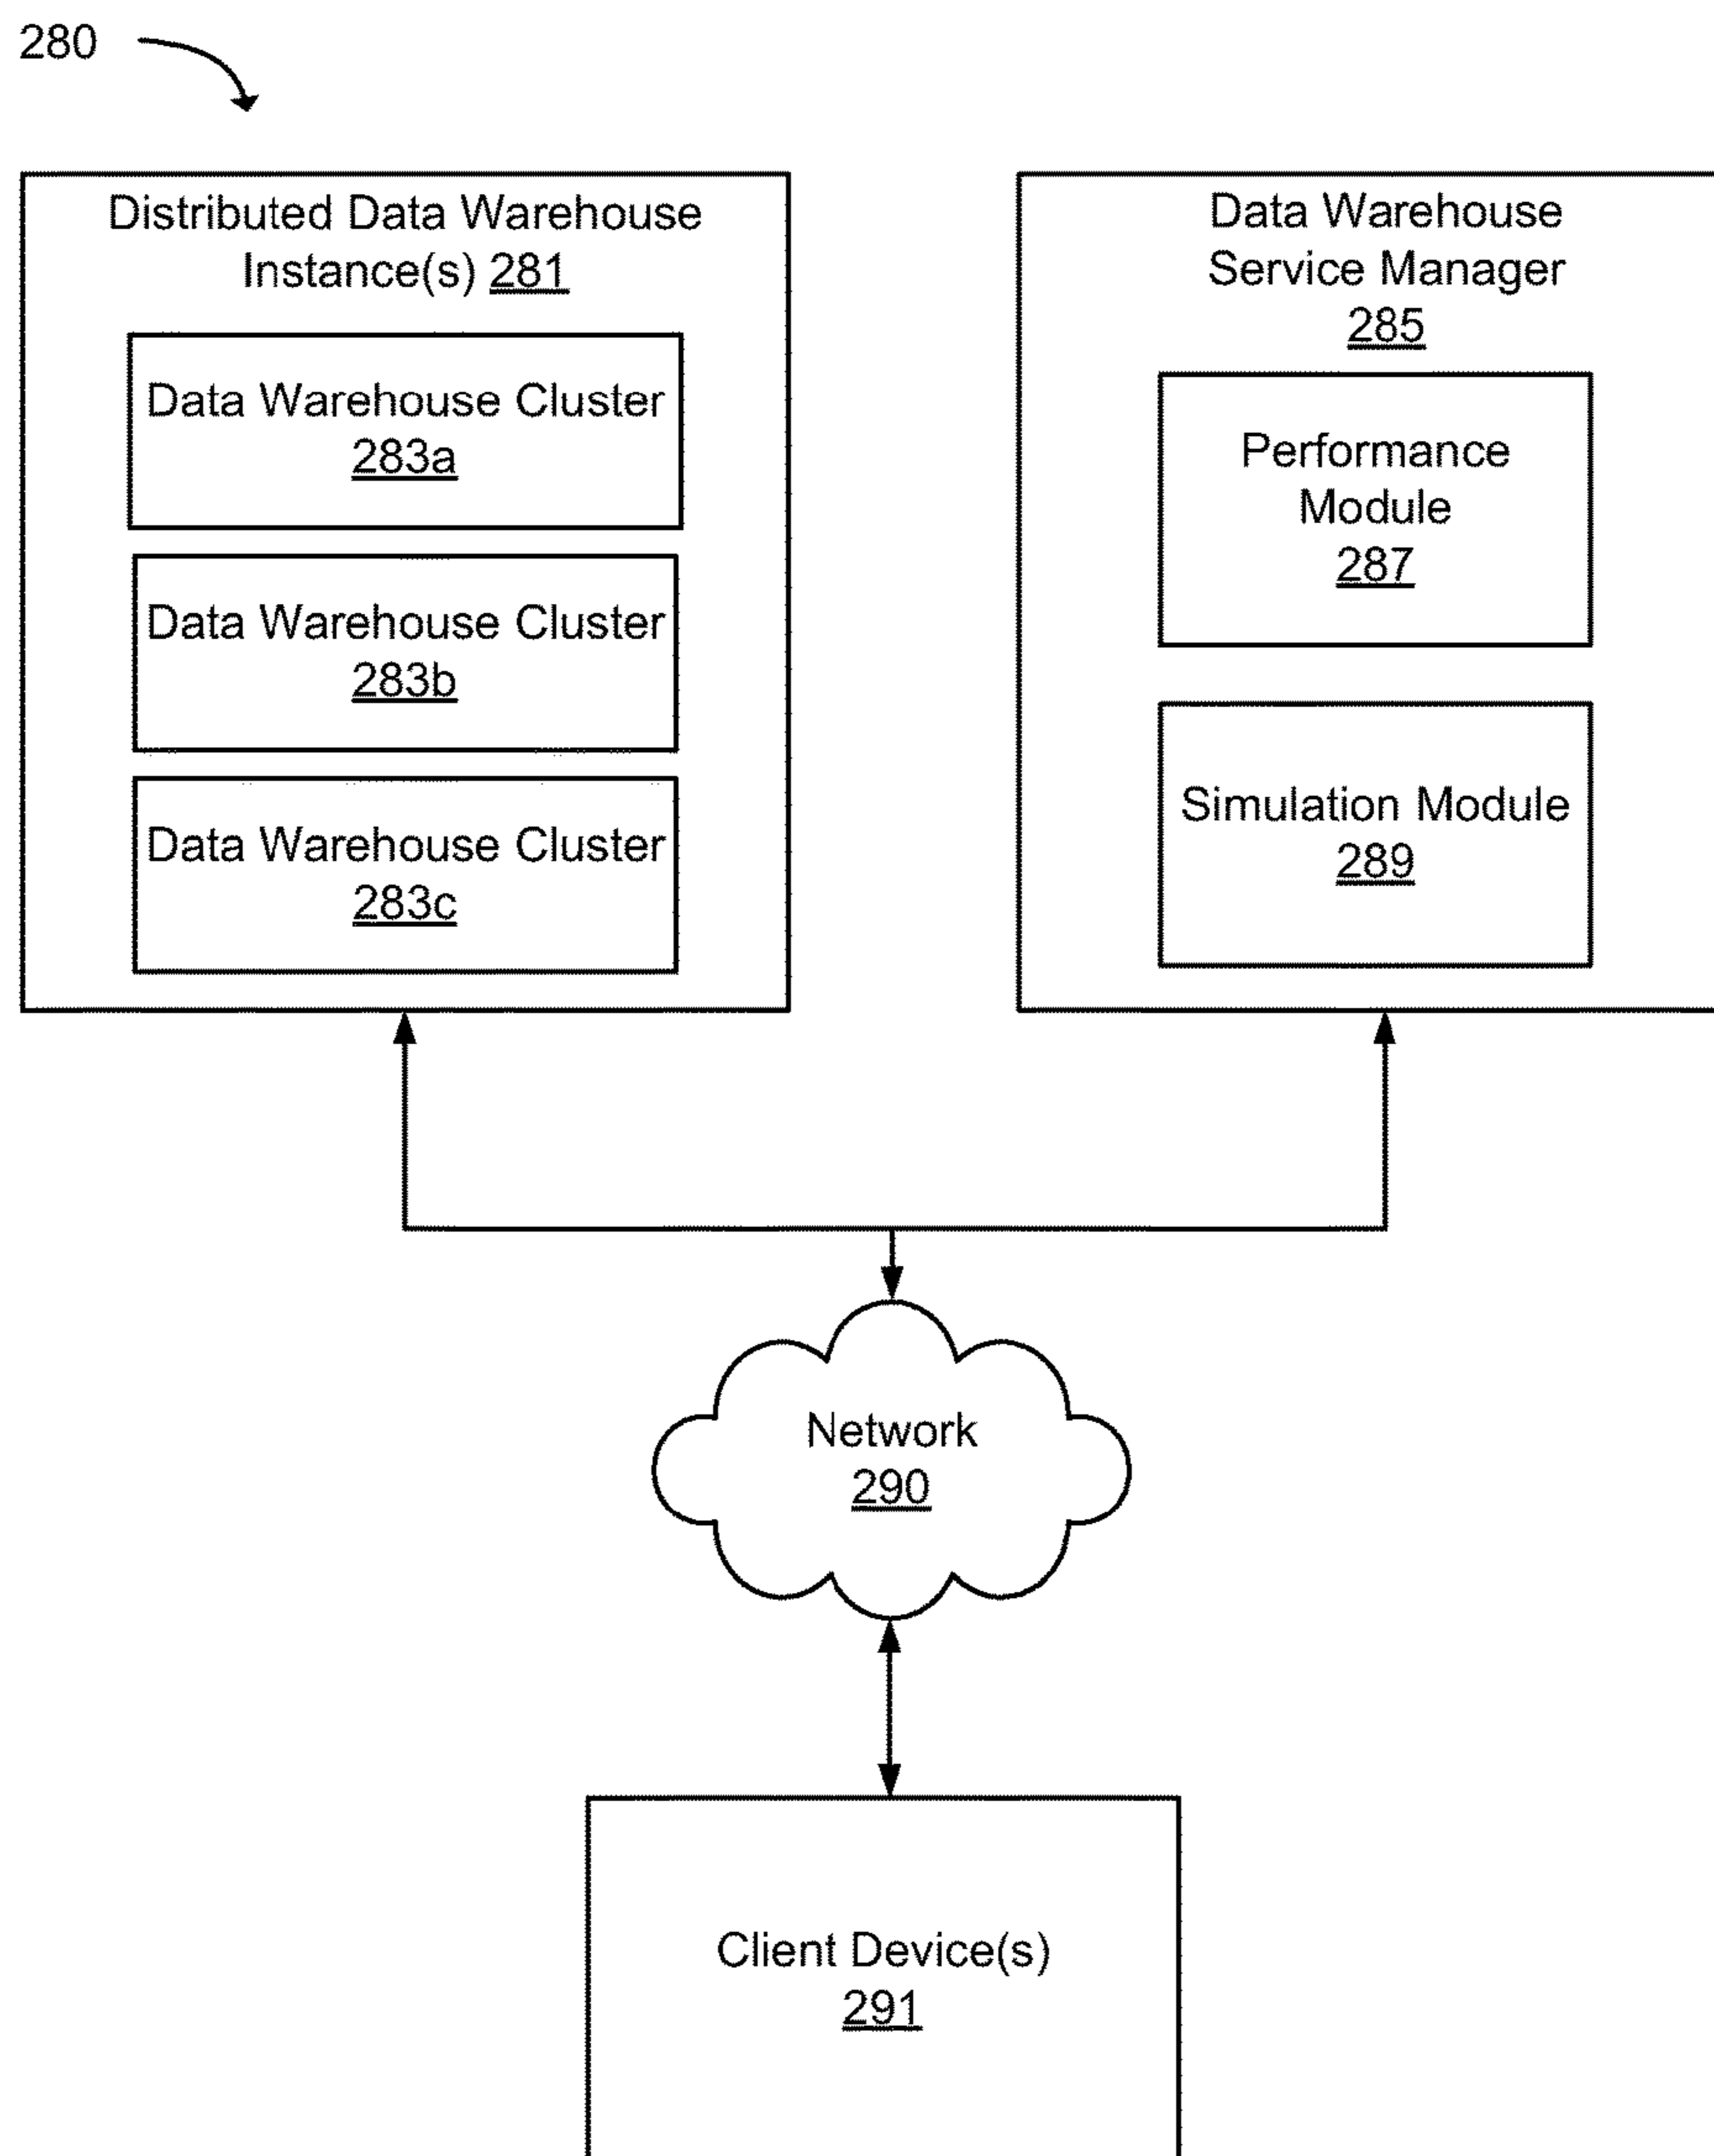 280
Distributed Data Warehouse
Instance(s) 281
Data Warehouse Cluster
283a
Data Warehouse Cluster
283b
Data Warehouse Cluster
283c
Data Warehouse
Service Manager
285
Performance
Module
287
Simulation Module
289
Network
290
Client Device(s)
291